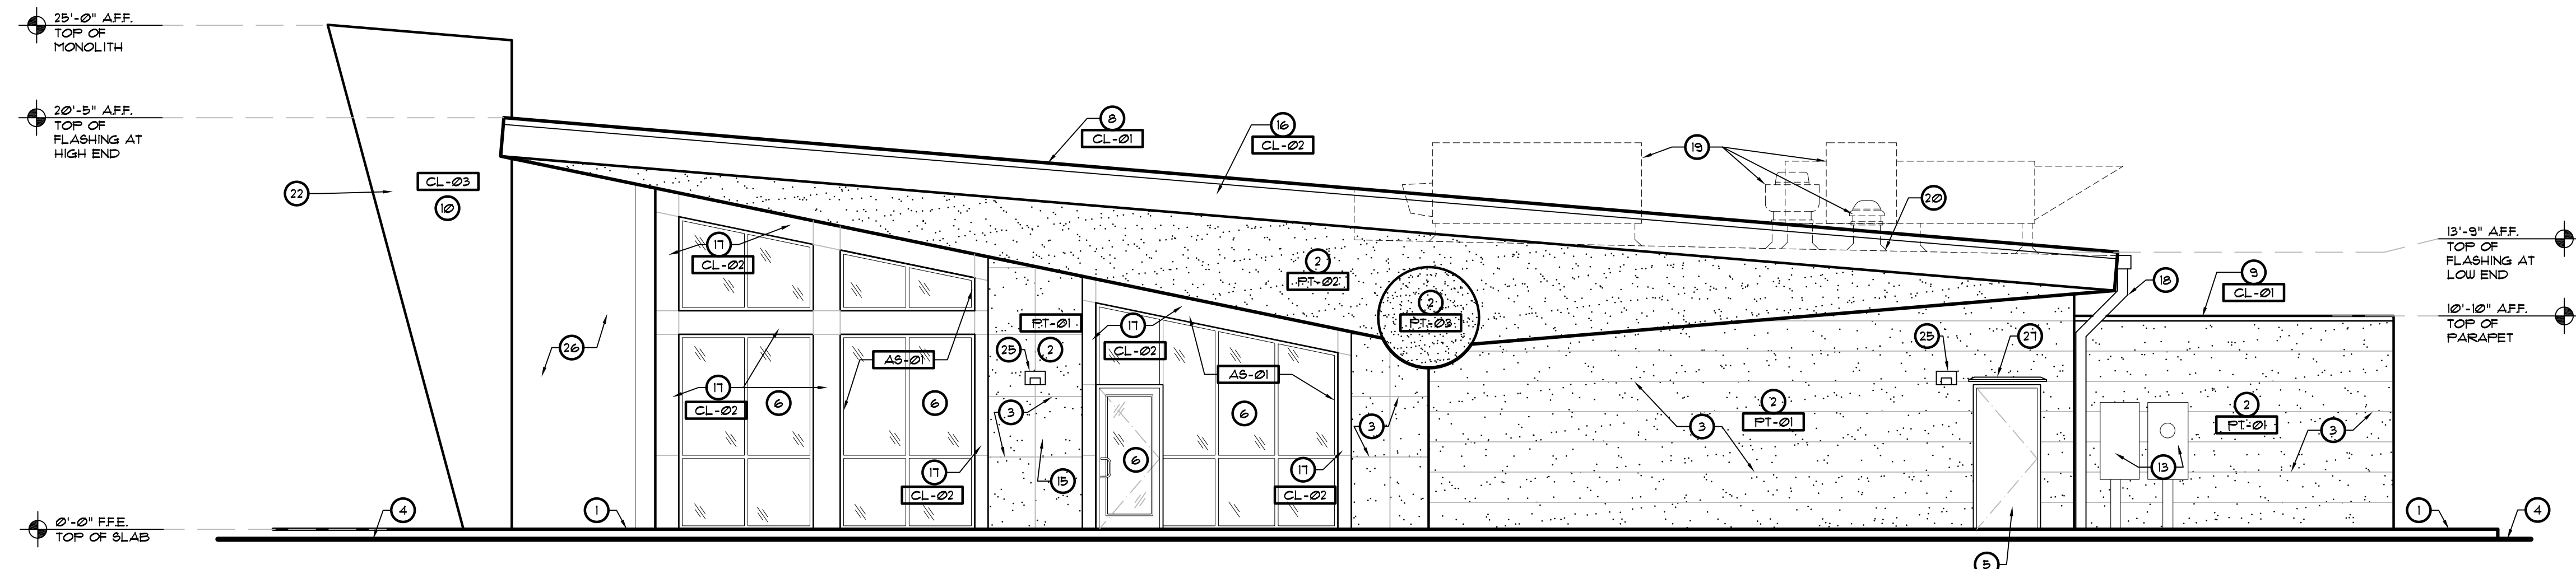 25'-0" A.F.F.
TOP OF
MONOLITH
20'-5" A.F.F.
TOP OF
FLASHING AT
HIGH END
0'-0" F.F.E.
TOP OF SLAB
22
CL-03
10
8
CL-01
16
CL-02
19
20
17
CL-02
2
PT-02
2
PT-03
18
9
CL-01
13'-9" A.F.F.
TOP OF
FLASHING AT
LOW END
10'-10" A.F.F.
TOP OF
PARAPET
26
17
CL-02
6
AS-01
6
PT-01
25
2
3
17
CL-02
AS-01
6
3
25
27
2
PT-01
3
2
PT-01
3
17
CL-02
15
6
17
CL-02
13
4
1
5
1
4